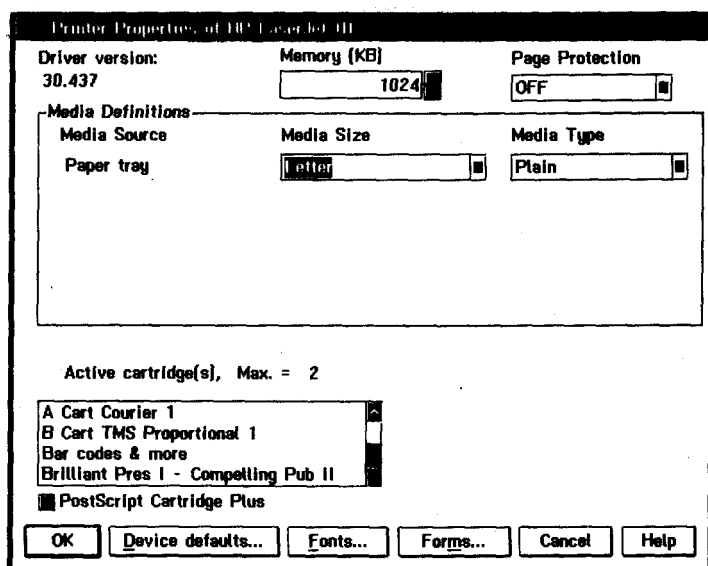 Printer Properties of HP LaserJet III
Driver version:
Memory (KB)
Page Protection
30.437
1024
OFF
Media Definitions
Media Source
Media Size
Media Type
Paper tray
Letter
Plain
Active cartridge(s), Max. = 2
A Cart Courier 1
B Cart TMS Proportional 1
Bar codes & more
Brilliant Pres I - Compelling Pub II
PostScript Cartridge Plus
OK
Device defaults...
Fonts...
Forms...
Cancel
Help